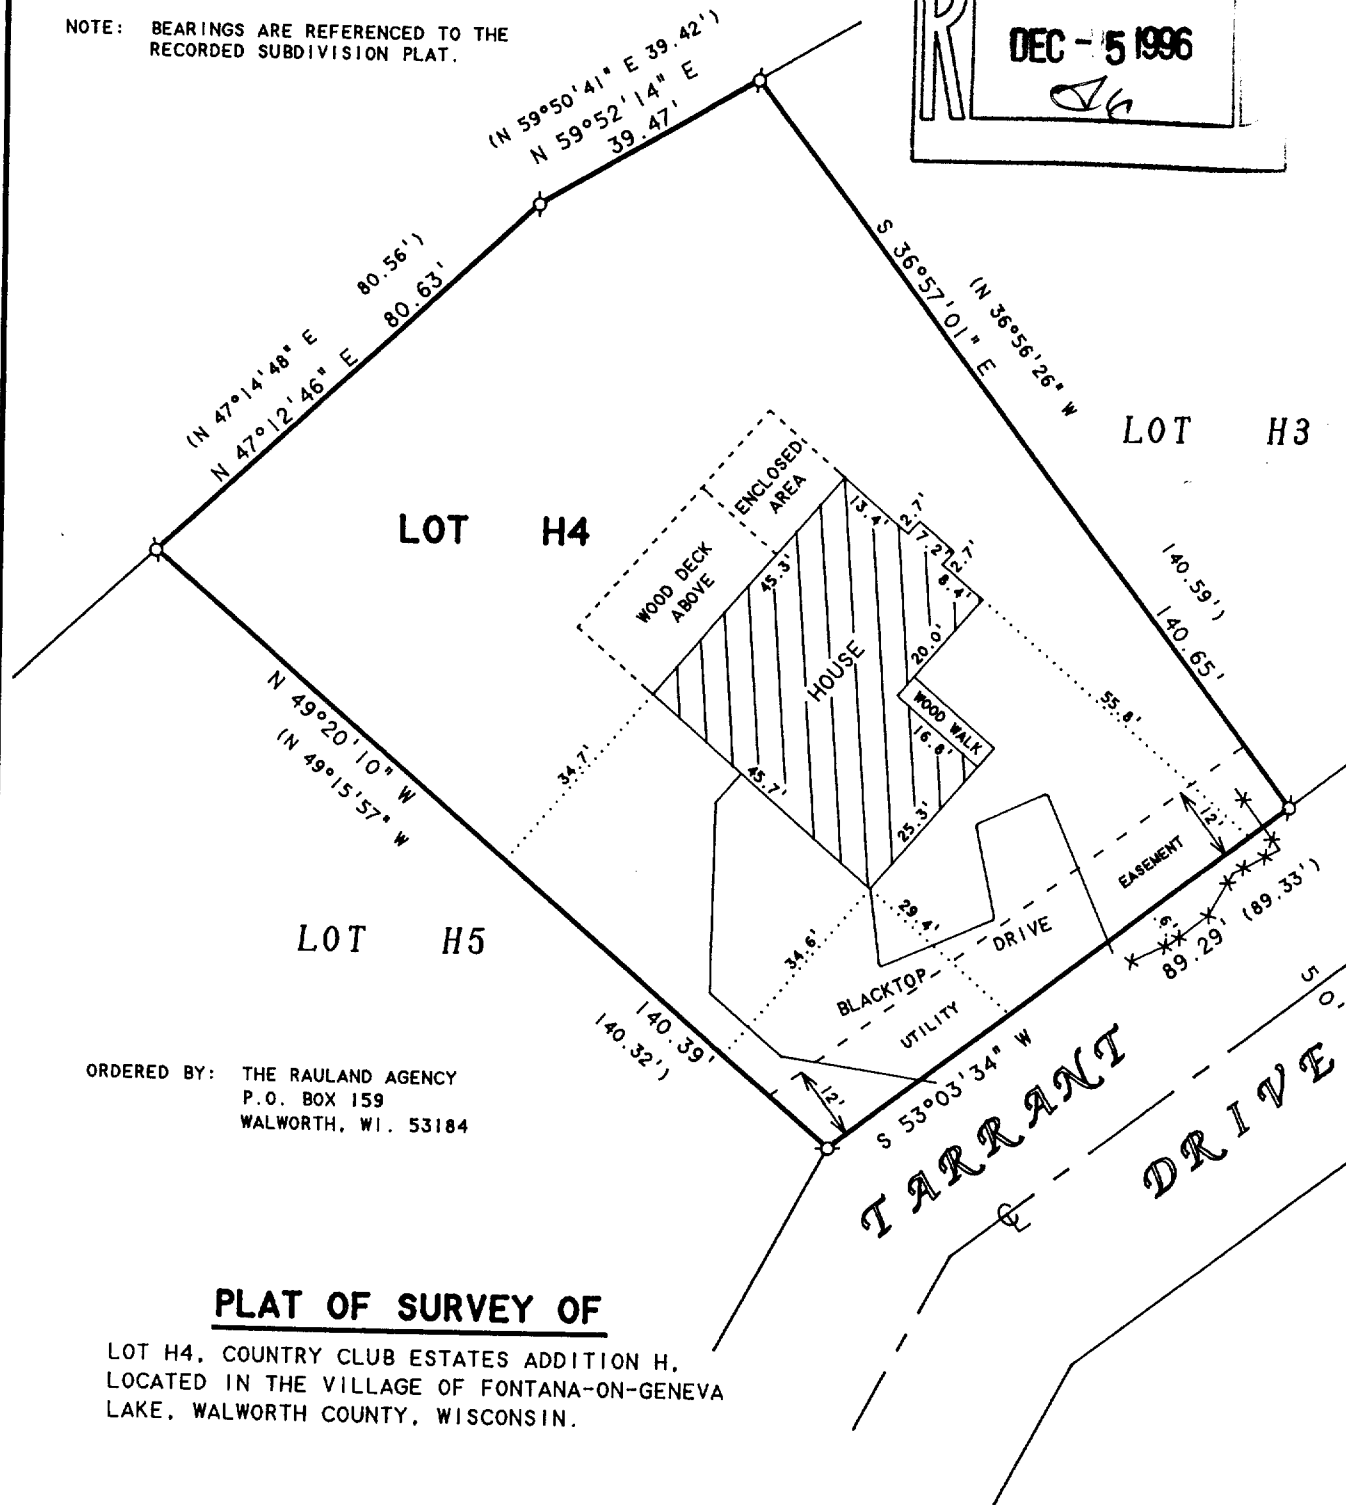 NOTE: BEARINGS ARE REFERENCED TO THE
RECORDED SUBDIVISION PLAT.
R
DEC - 5 1996
(N 59°50'41" E 39.42')
N 59°52'14" E
39.47'
80.56')
80.63'
(N 47°14'48" E
N 47°12'46" E
S 36°57'01" E
(N 36°56'26" W
140.59')
140.65'
LOT H3
LOT H4
ENCLOSED
AREA
WOOD DECK
ABOVE
13.4'
2.7'
7.2'
2.7'
8.4'
45.3'
20.0'
HOUSE
WOOD WALK
16.8'
55.8'
34.7'
45.7'
25.3'
N 49°20'10" W
(N 49°15'57" W
12'
EASEMENT
.6'
89.29' (89.33')
29.4'
34.6'
DRIVE
BLACKTOP
UTILITY
LOT H5
140.39'
140.32')
12'
S 53°03'34" W
50.
TARRANT
DRIVE
CL
ORDERED BY: THE RAULAND AGENCY
P.O. BOX 159
WALWORTH, WI. 53184
PLAT OF SURVEY OF
LOT H4, COUNTRY CLUB ESTATES ADDITION H,
LOCATED IN THE VILLAGE OF FONTANA-ON-GENEVA
LAKE, WALWORTH COUNTY, WISCONSIN.